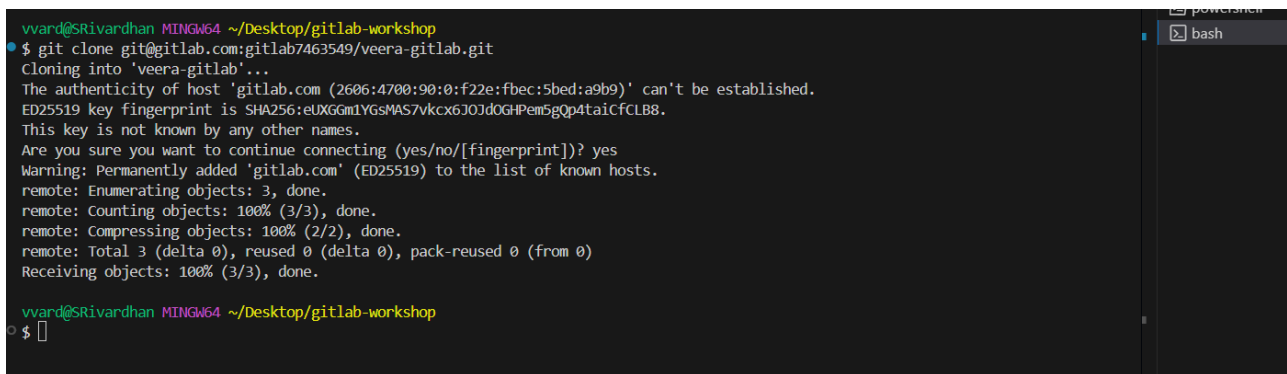 powershell
bash
vvard@SRivardhan MINGW64 ~/Desktop/gitlab-workshop
$ git clone git@gitlab.com:gitlab7463549/veera-gitlab.git
Cloning into 'veera-gitlab'...
The authenticity of host 'gitlab.com (2606:4700:90:0:f22e:fbec:5bed:a9b9)' can't be established.
ED25519 key fingerprint is SHA256:eUXGGm1YGsMAS7vkcx6JOJdOGHPem5gQp4taiCfCLB8.
This key is not known by any other names.
Are you sure you want to continue connecting (yes/no/[fingerprint])? yes
Warning: Permanently added 'gitlab.com' (ED25519) to the list of known hosts.
remote: Enumerating objects: 3, done.
remote: Counting objects: 100% (3/3), done.
remote: Compressing objects: 100% (2/2), done.
remote: Total 3 (delta 0), reused 0 (delta 0), pack-reused 0 (from 0)
Receiving objects: 100% (3/3), done.
vvard@SRivardhan MINGW64 ~/Desktop/gitlab-workshop
$